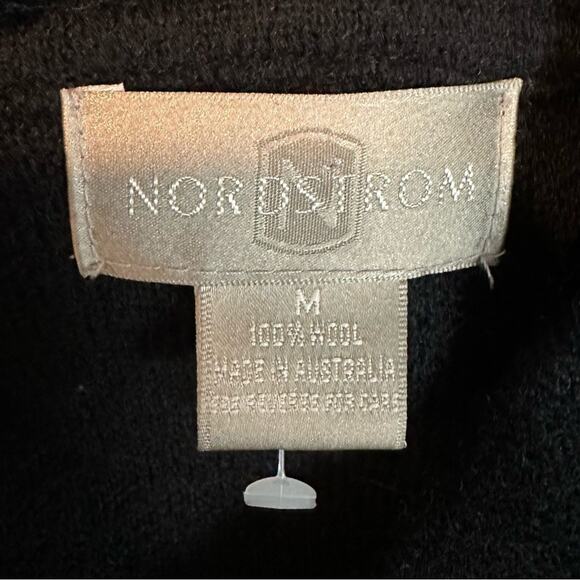 NORDSTROM
N
M
100% WOOL
MADE IN AUSTRALIA
SEE REVERSE FOR CARE